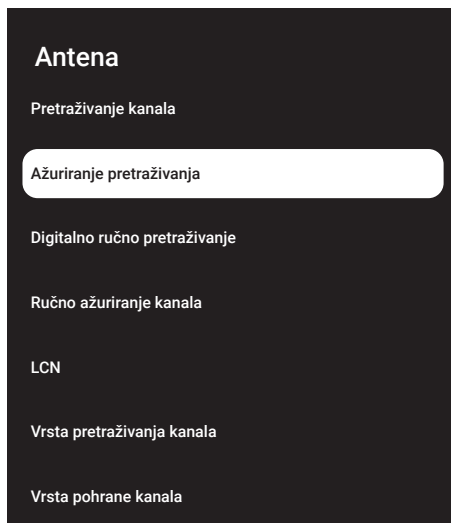 Antena
Pretraživanje kanala
Ažuriranje pretraživanja
Digitalno ručno pretraživanje
Ručno ažuriranje kanala
LCN
Vrsta pretraživanja kanala
Vrsta pohrane kanala